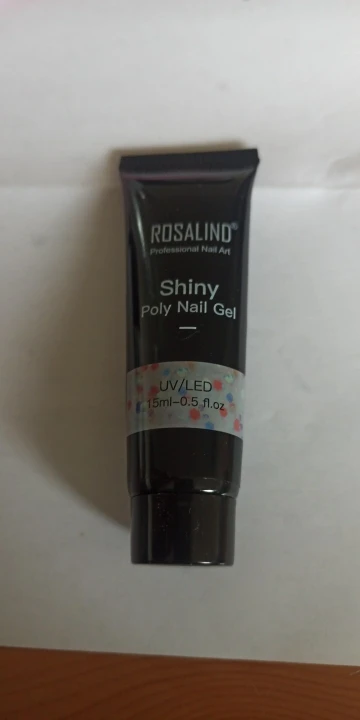 ROSALIND®
Professional Nail Art
Shiny
Poly Nail Gel
UV/LED
15ml-0.5 fl.oz